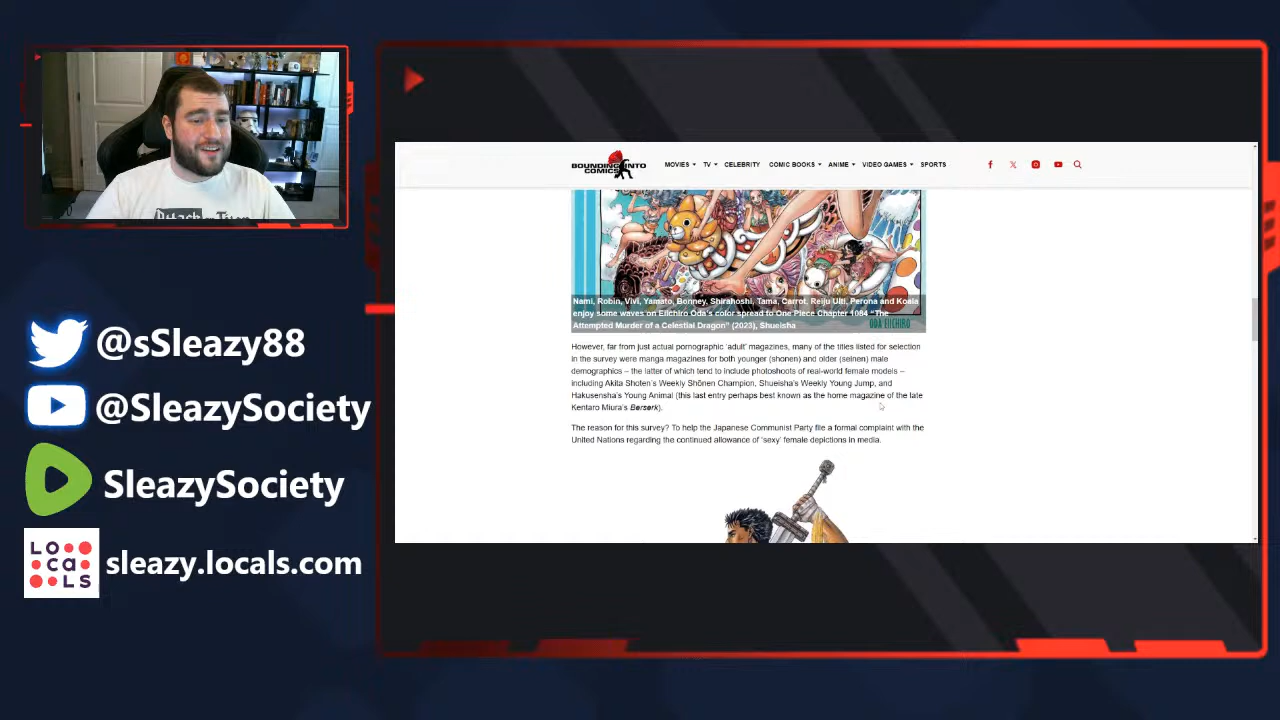 BOUNDING INTO
COMICS
MOVIES TV CELEBRITY COMIC BOOKS ANIME VIDEO GAMES SPORTS
Nami, Robin, Vivi, Yamato, Bonney, Shirahoshi, Tama, Carrot, Reiju Ulti, Perona and Koala
enjoy some waves on Eiichiro Oda's color spread to One Piece Chapter 1084 "The
Attempted Murder of a Celestial Dragon" (2023), Shueisha
ODA EIICHIRO
However, far from just actual pornographic 'adult' magazines, many of the titles listed for selection
in the survey were manga magazines for both younger (shonen) and older (seinen) male
demographics – the latter of which tend to include photoshoots of real-world female models –
including Akita Shoten's Weekly Shōnen Champion, Shueisha's Weekly Young Jump, and
Hakusensha's Young Animal (this last entry perhaps best known as the home magazine of the late
Kentaro Miura's Berserk).
The reason for this survey? To help the Japanese Communist Party file a formal complaint with the
United Nations regarding the continued allowance of 'sexy' female depictions in media.
@sSleazy88
@SleazySociety
SleazySociety
LO
ca
LS
sleazy.locals.com